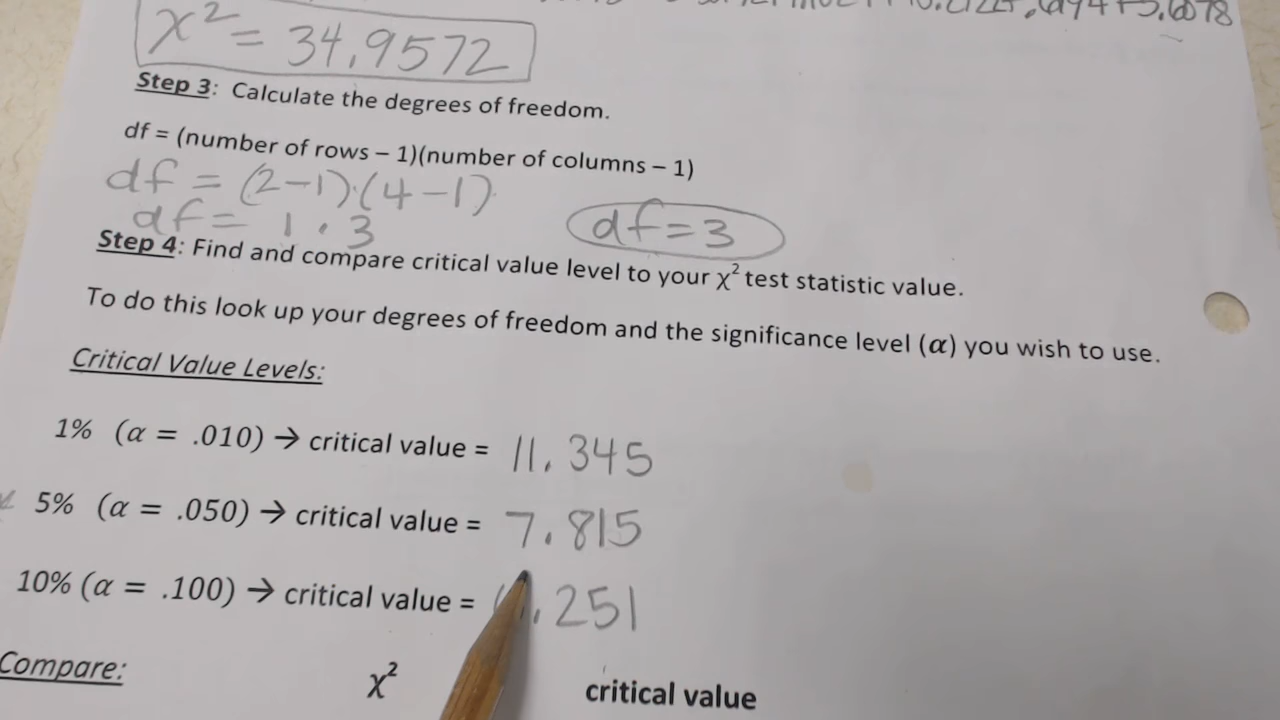 5.6078
χ² = 34.9572
Step 3: Calculate the degrees of freedom.
df = (number of rows – 1)(number of columns – 1)
df = (2-1)·(4-1)
df = 1 · 3
df=3
Step 4: Find and compare critical value level to your χ² test statistic value.
To do this look up your degrees of freedom and the significance level (α) you wish to use.
Critical Value Levels:
1% (α = .010) → critical value = 11.345
5% (α = .050) → critical value = 7.815
10% (α = .100) → critical value = .251
Compare: χ² critical value